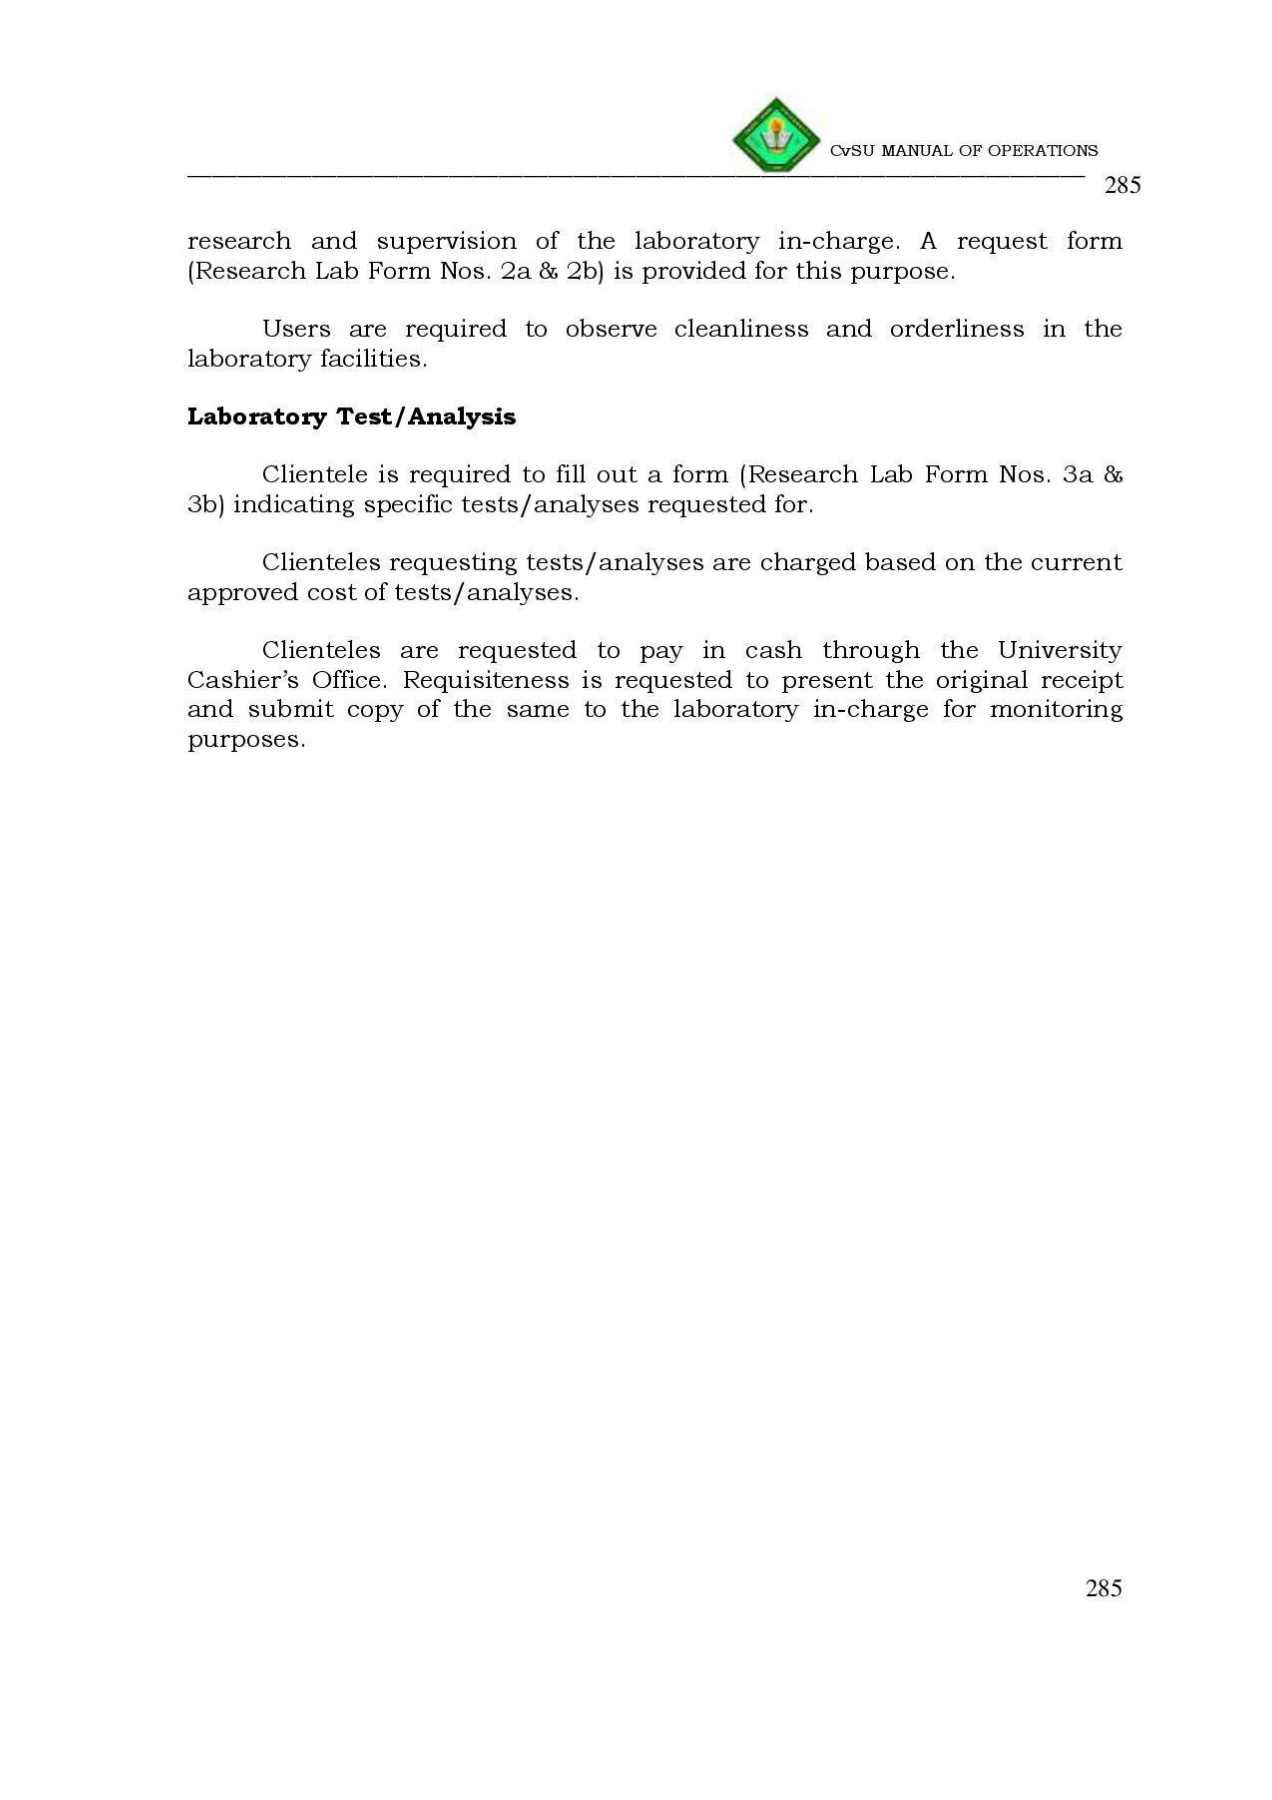 CvSU MANUAL OF OPERATIONS
285
research and supervision of the laboratory in-charge. A request form
(Research Lab Form Nos. 2a & 2b) is provided for this purpose.
Users are required to observe cleanliness and orderliness in the
laboratory facilities.
Laboratory Test/Analysis
Clientele is required to fill out a form (Research Lab Form Nos. 3a &
3b) indicating specific tests/analyses requested for.
Clienteles requesting tests/analyses are charged based on the current
approved cost of tests/analyses.
Clienteles are requested to pay in cash through the University
Cashier’s Office. Requisiteness is requested to present the original receipt
and submit copy of the same to the laboratory in-charge for monitoring
purposes.
285